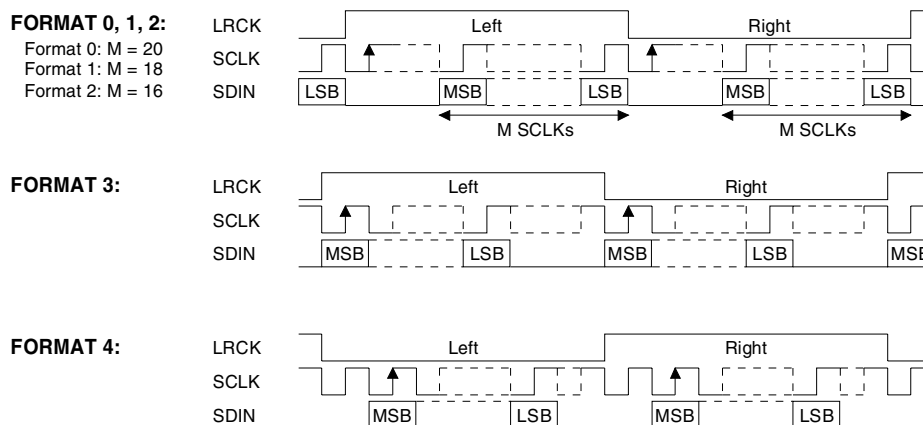 FORMAT 0, 1, 2:
Format 0: M = 20
Format 1: M = 18
Format 2: M = 16
LRCK Left Right
SCLK
SDIN LSB MSB LSB MSB LSB
M SCLKs M SCLKs
FORMAT 3:
LRCK Left Right
SCLK
SDIN MSB LSB MSB LSB MSB
FORMAT 4:
LRCK Left Right
SCLK
SDIN MSB LSB MSB LSB